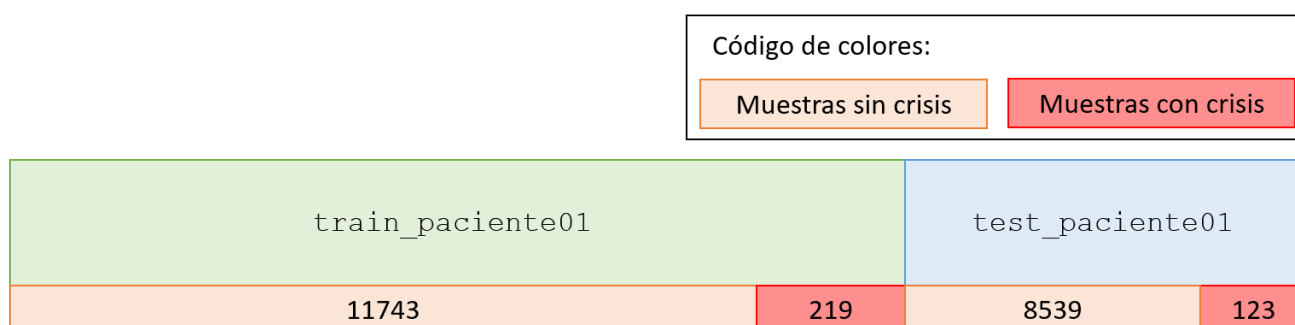 Código de colores:
Muestras sin crisis
Muestras con crisis
train_paciente01
test_paciente01
11743
219
8539
123